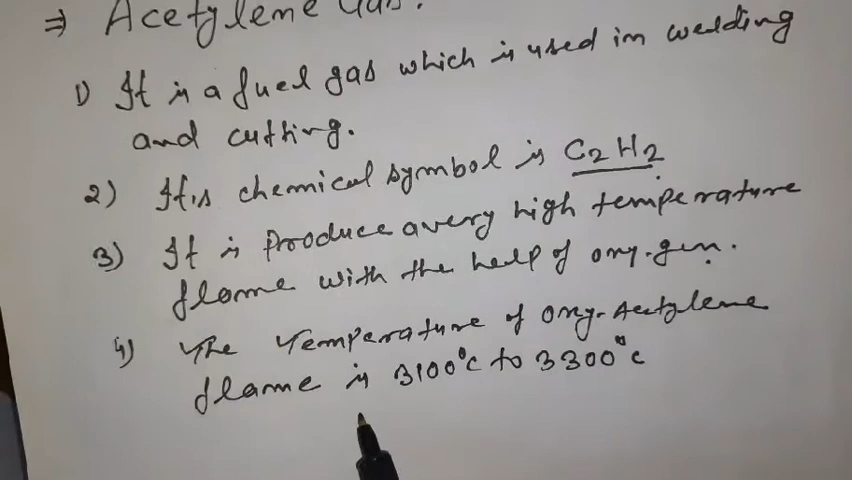 ⇒ Acetylene Gas.
1) It is a fuel gas which is used in welding
and cutting.
2) It's chemical symbol is C2H2
3) It is Produce a very high temperature
flame with the help of oxy-gen.
4) The Temperature of oxy-Acetylene
flame is 3100°c to 3300°c